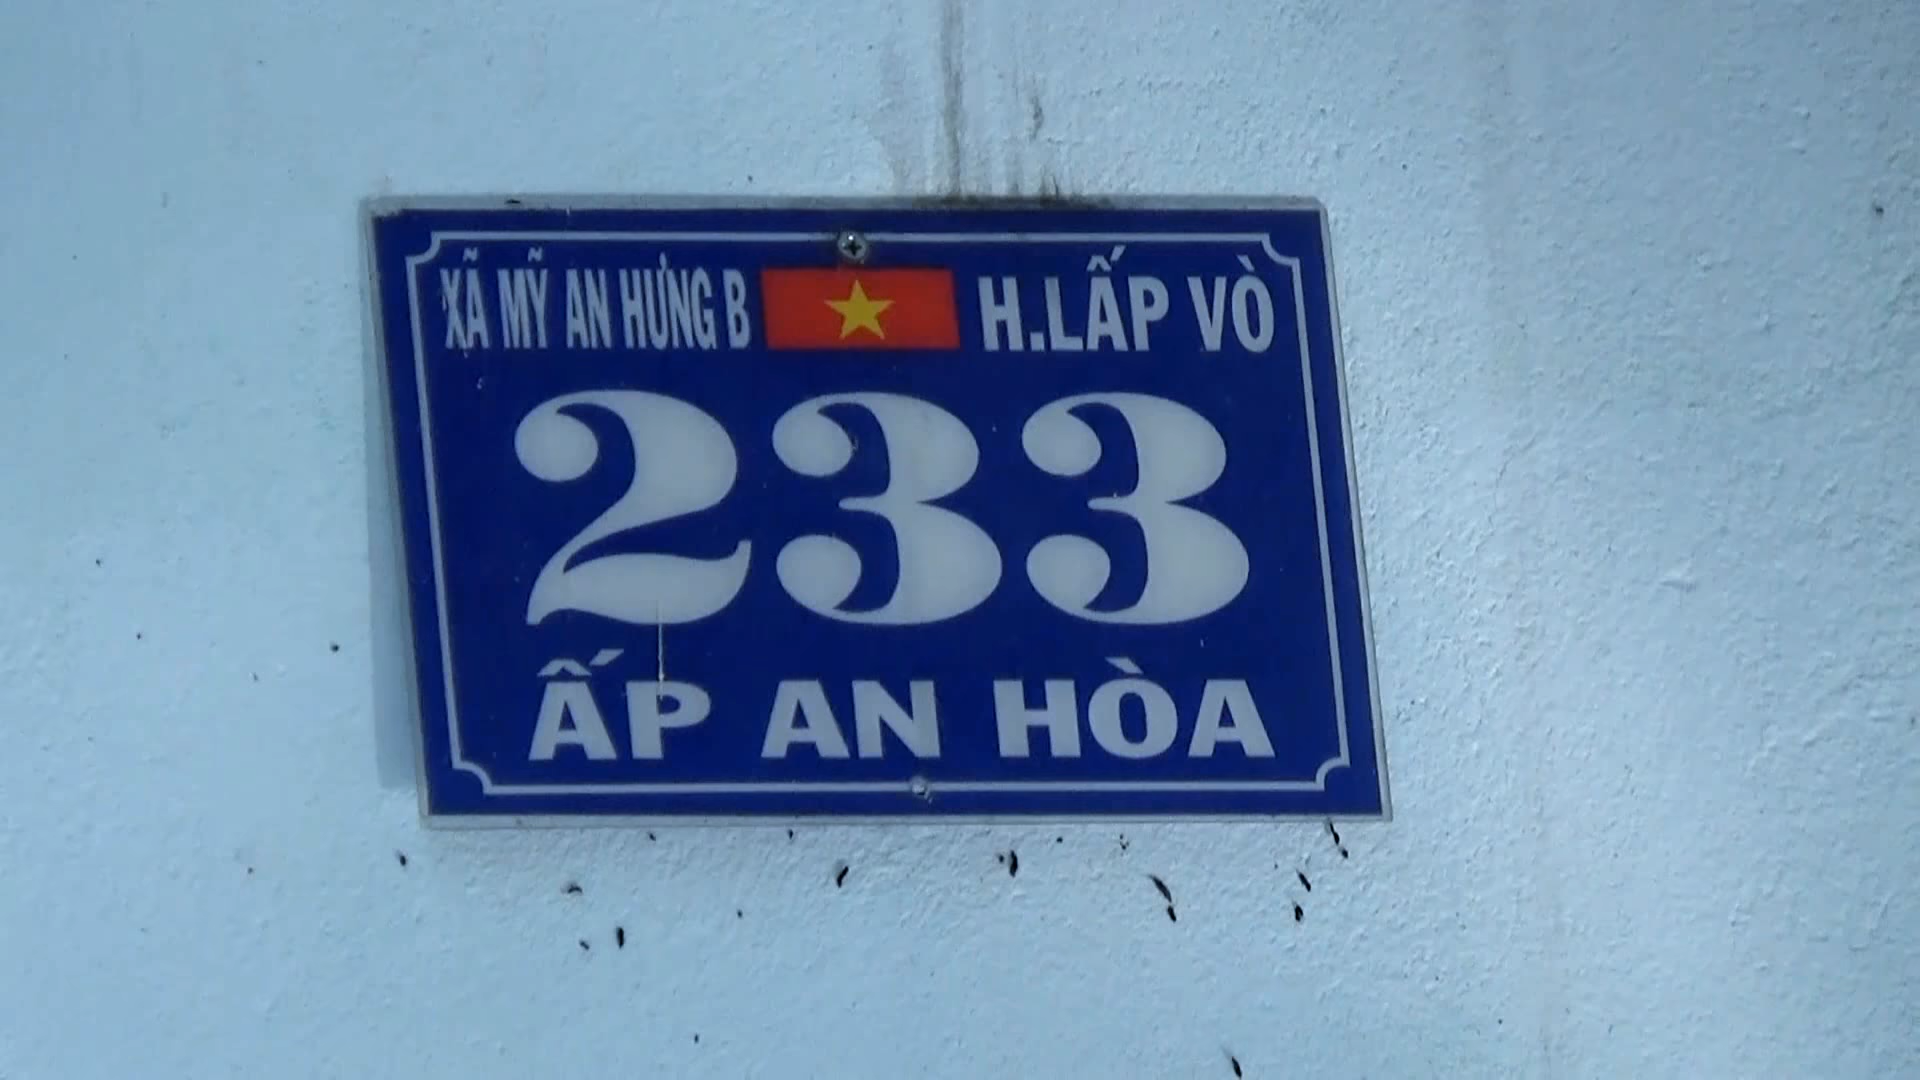 XÃ MỸ AN HƯNG B H.LẤP VÒ
233
ẤP AN HÒA